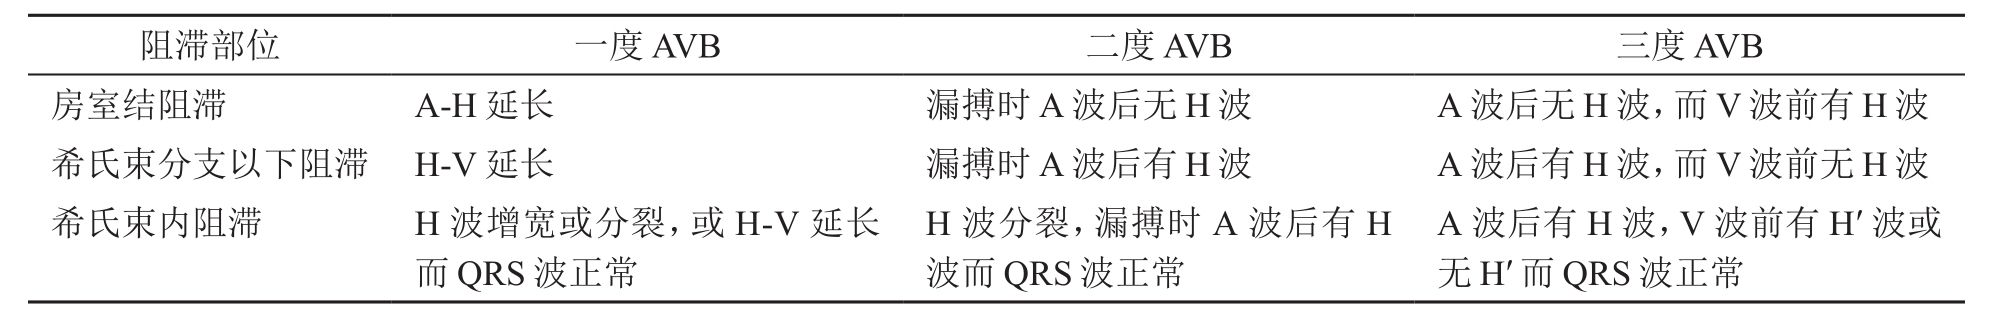 阻滞部位 一度 AVB 二度 AVB 三度 AVB
房室结阻滞 A-H 延长 漏搏时 A 波后无 H 波 A 波后无 H 波，而 V 波前有 H 波
希氏束分支以下阻滞 H-V 延长 漏搏时 A 波后有 H 波 A 波后有 H 波，而 V 波前无 H 波
希氏束内阻滞 H 波增宽或分裂，或 H-V 延长 H 波分裂，漏搏时 A 波后有 H A 波后有 H 波，V 波前有 H′ 波或
而 QRS 波正常 波而 QRS 波正常 无 H′ 而 QRS 波正常